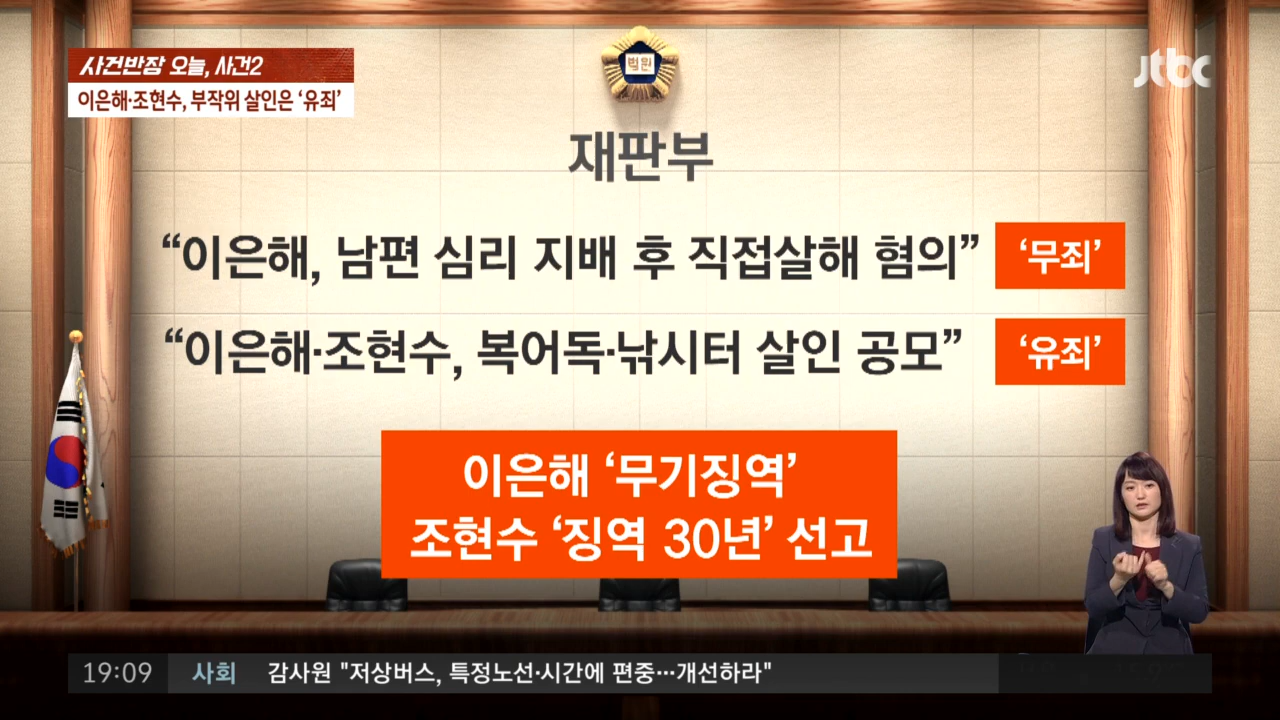 사건반장 오늘, 사건2
이은해·조현수, 부작위 살인은 ‘유죄’
법원
jtbc
재판부
“이은해, 남편 심리 지배 후 직접살해 혐의” ‘무죄’
“이은해·조현수, 복어독·낚시터 살인 공모” ‘유죄’
이은해 ‘무기징역’
조현수 ‘징역 30년’ 선고
19:09 사회 감사원 "저상버스, 특정노선·시간에 편중…개선하라"